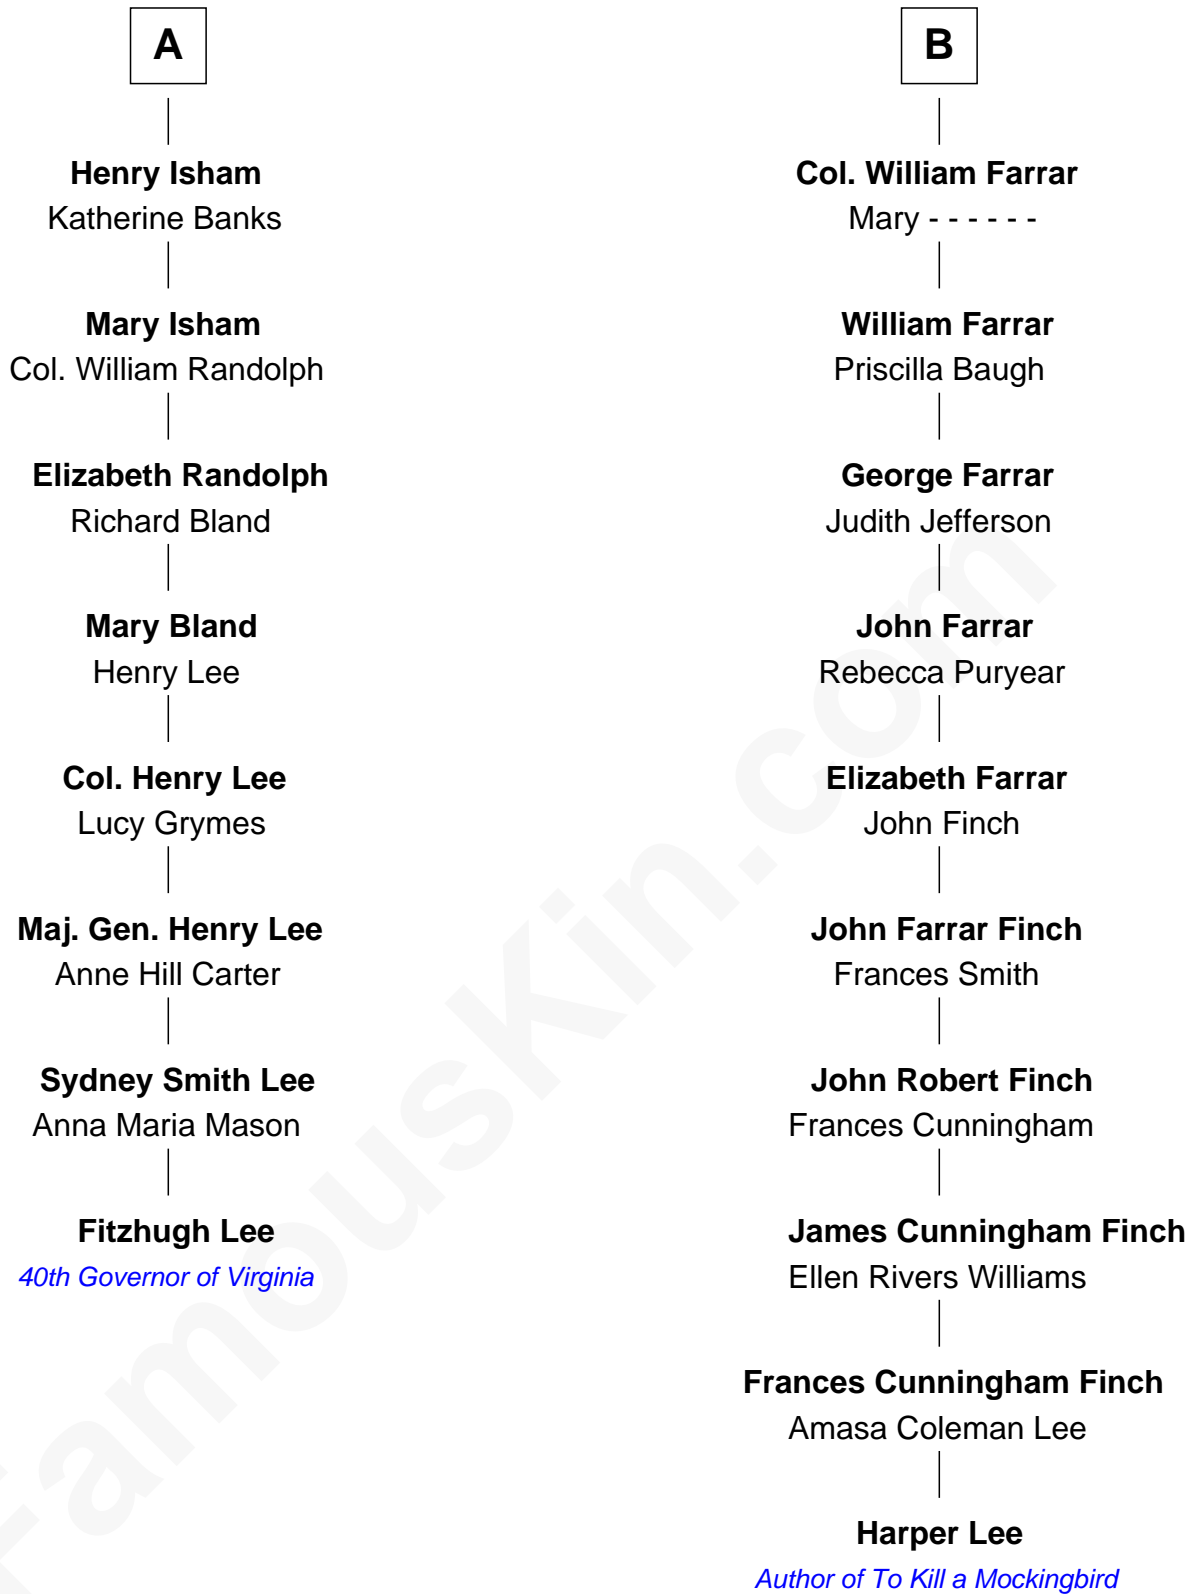 A
Henry Isham
Katherine Banks
Mary Isham
Col. William Randolph
Elizabeth Randolph
Richard Bland
Mary Bland
Henry Lee
Col. Henry Lee
Lucy Grymes
Maj. Gen. Henry Lee
Anne Hill Carter
Sydney Smith Lee
Anna Maria Mason
Fitzhugh Lee
40th Governor of Virginia
B
Col. William Farrar
Mary - - - - - -
William Farrar
Priscilla Baugh
George Farrar
Judith Jefferson
John Farrar
Rebecca Puryear
Elizabeth Farrar
John Finch
John Farrar Finch
Frances Smith
John Robert Finch
Frances Cunningham
James Cunningham Finch
Ellen Rivers Williams
Frances Cunningham Finch
Amasa Coleman Lee
Harper Lee
Author of To Kill a Mockingbird
FamousKin.com